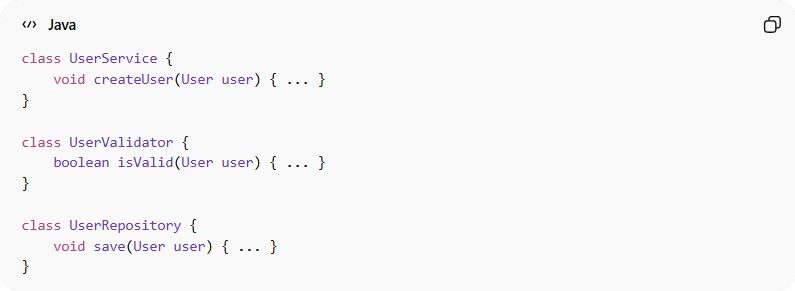 Java
class UserService {
    void createUser(User user) { ... }
}
class UserValidator {
    boolean isValid(User user) { ... }
}
class UserRepository {
    void save(User user) { ... }
}